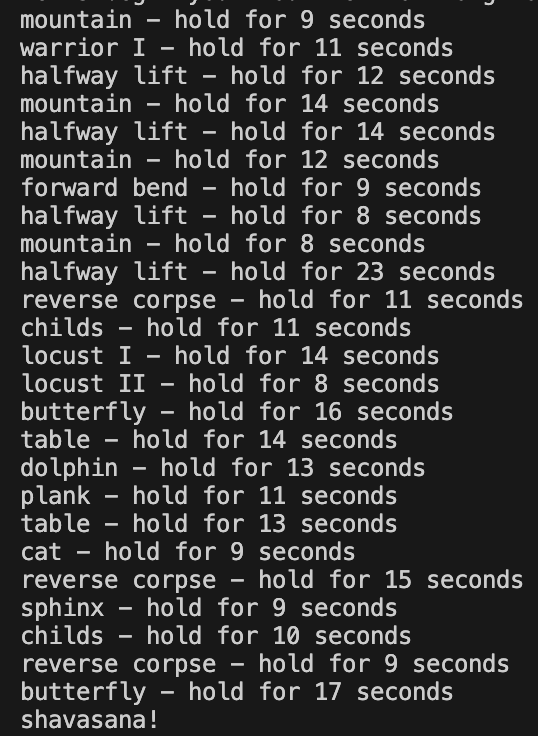 mountain – hold for 9 seconds
warrior I – hold for 11 seconds
halfway lift – hold for 12 seconds
mountain – hold for 14 seconds
halfway lift – hold for 14 seconds
mountain – hold for 12 seconds
forward bend – hold for 9 seconds
halfway lift – hold for 8 seconds
mountain – hold for 8 seconds
halfway lift – hold for 23 seconds
reverse corpse – hold for 11 seconds
childs – hold for 11 seconds
locust I – hold for 14 seconds
locust II – hold for 8 seconds
butterfly – hold for 16 seconds
table – hold for 14 seconds
dolphin – hold for 13 seconds
plank – hold for 11 seconds
table – hold for 13 seconds
cat – hold for 9 seconds
reverse corpse – hold for 15 seconds
sphinx – hold for 9 seconds
childs – hold for 10 seconds
reverse corpse – hold for 9 seconds
butterfly – hold for 17 seconds
shavasana!